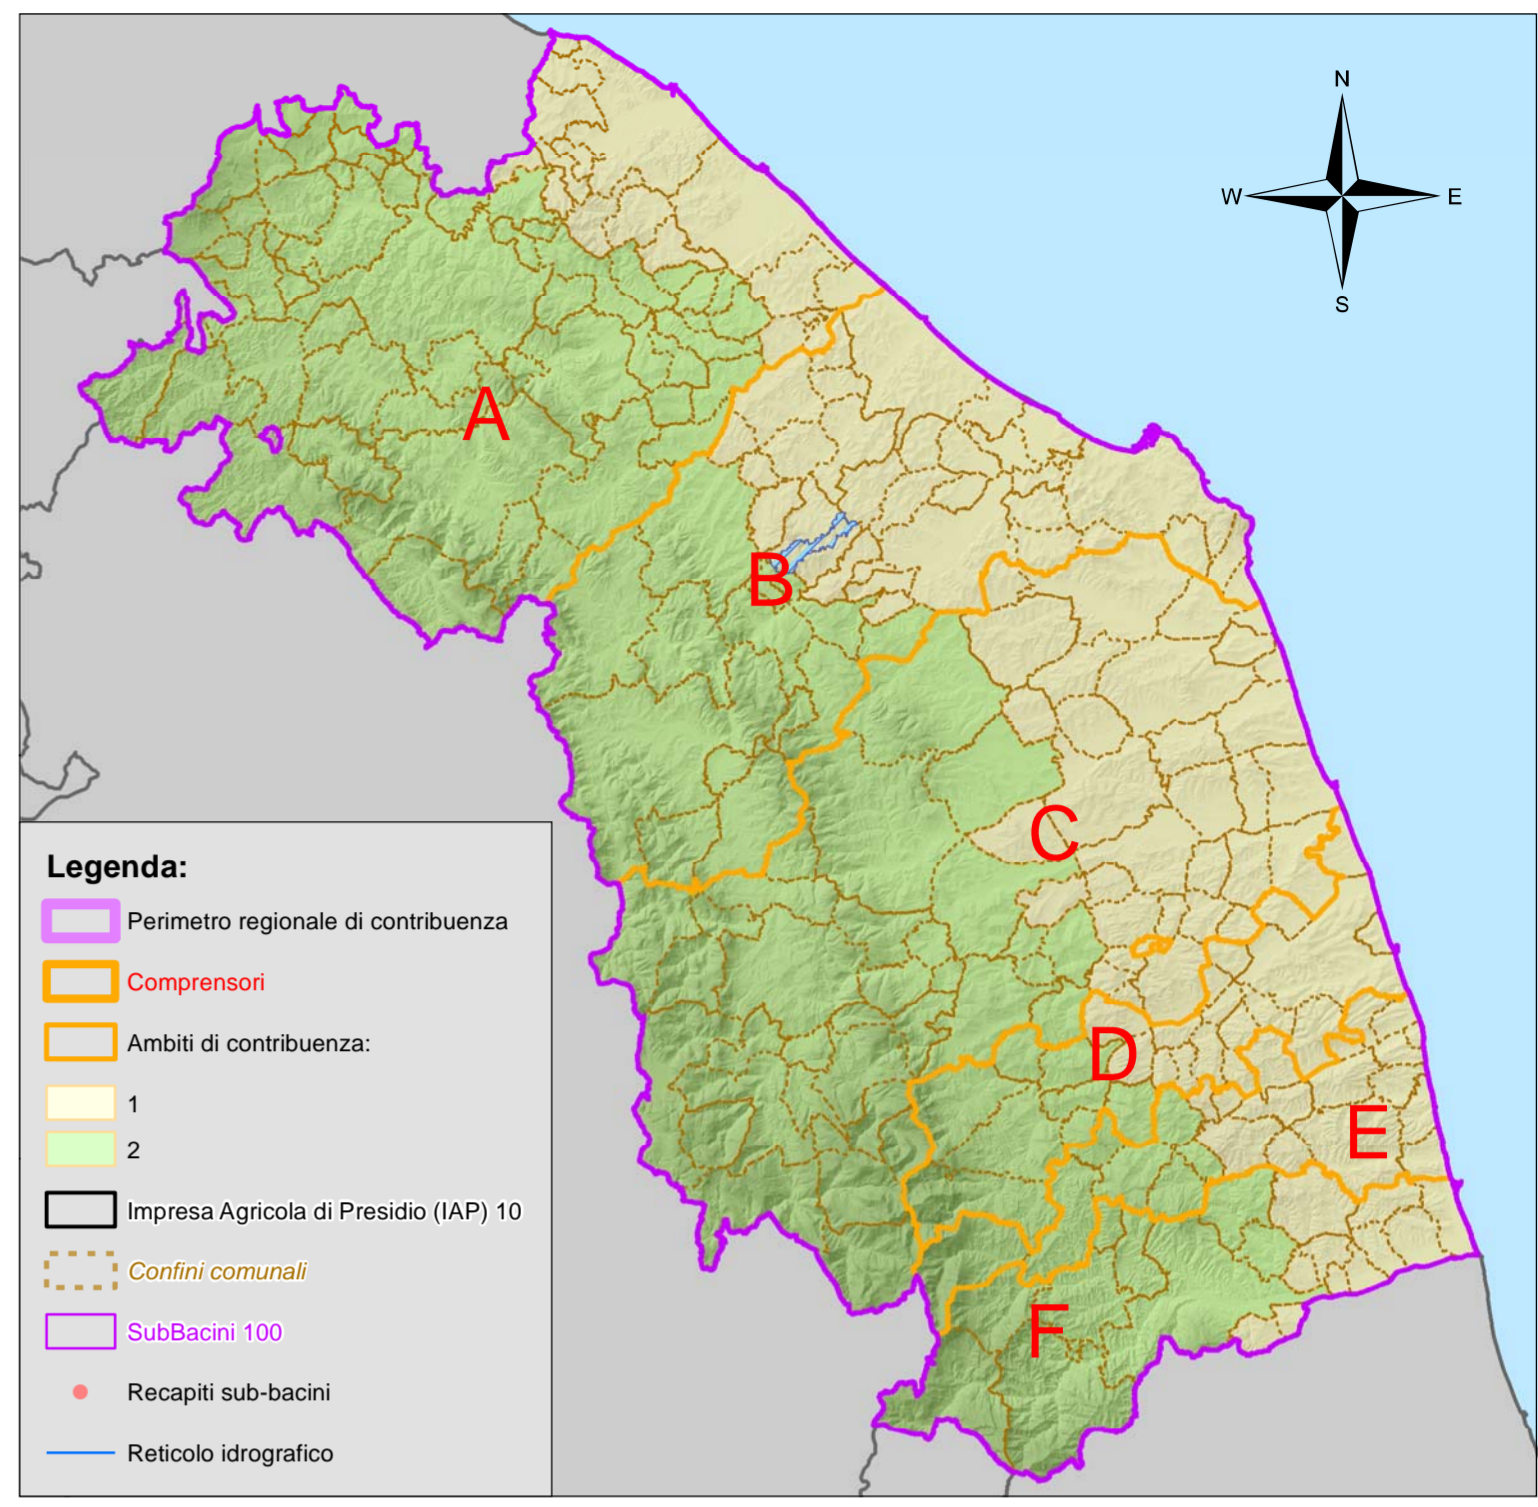 N
W
E
S
A
B
C
D
E
F
Legenda:
Perimetro regionale di contribuenza
Comprensori
Ambiti di contribuenza:
1
2
Impresa Agricola di Presidio (IAP) 10
Confini comunali
SubBacini 100
Recapiti sub-bacini
Reticolo idrografico